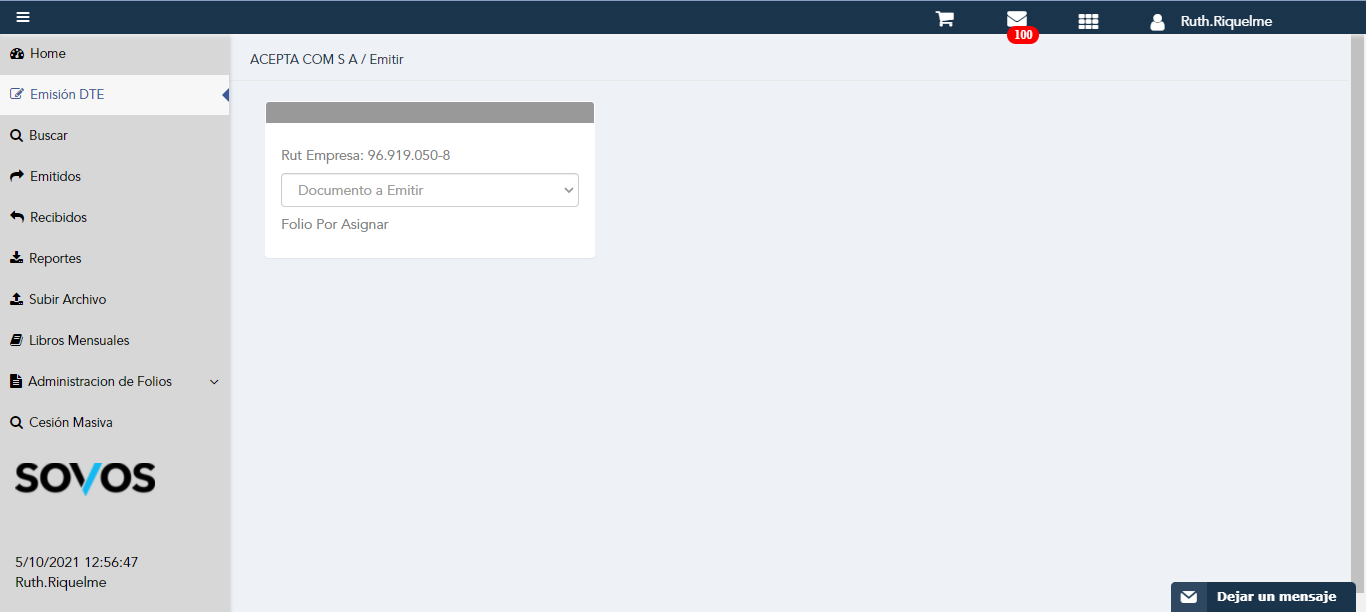 Ruth.Riquelme
100
Home
ACEPTA COM S A / Emitir
Emisión DTE
Buscar
Emitidos
Recibidos
Reportes
Subir Archivo
Libros Mensuales
Administracion de Folios
Cesión Masiva
Rut Empresa: 96.919.050-8
Documento a Emitir
Folio Por Asignar
SOVOS
5/10/2021 12:56:47
Ruth.Riquelme
Dejar un mensaje